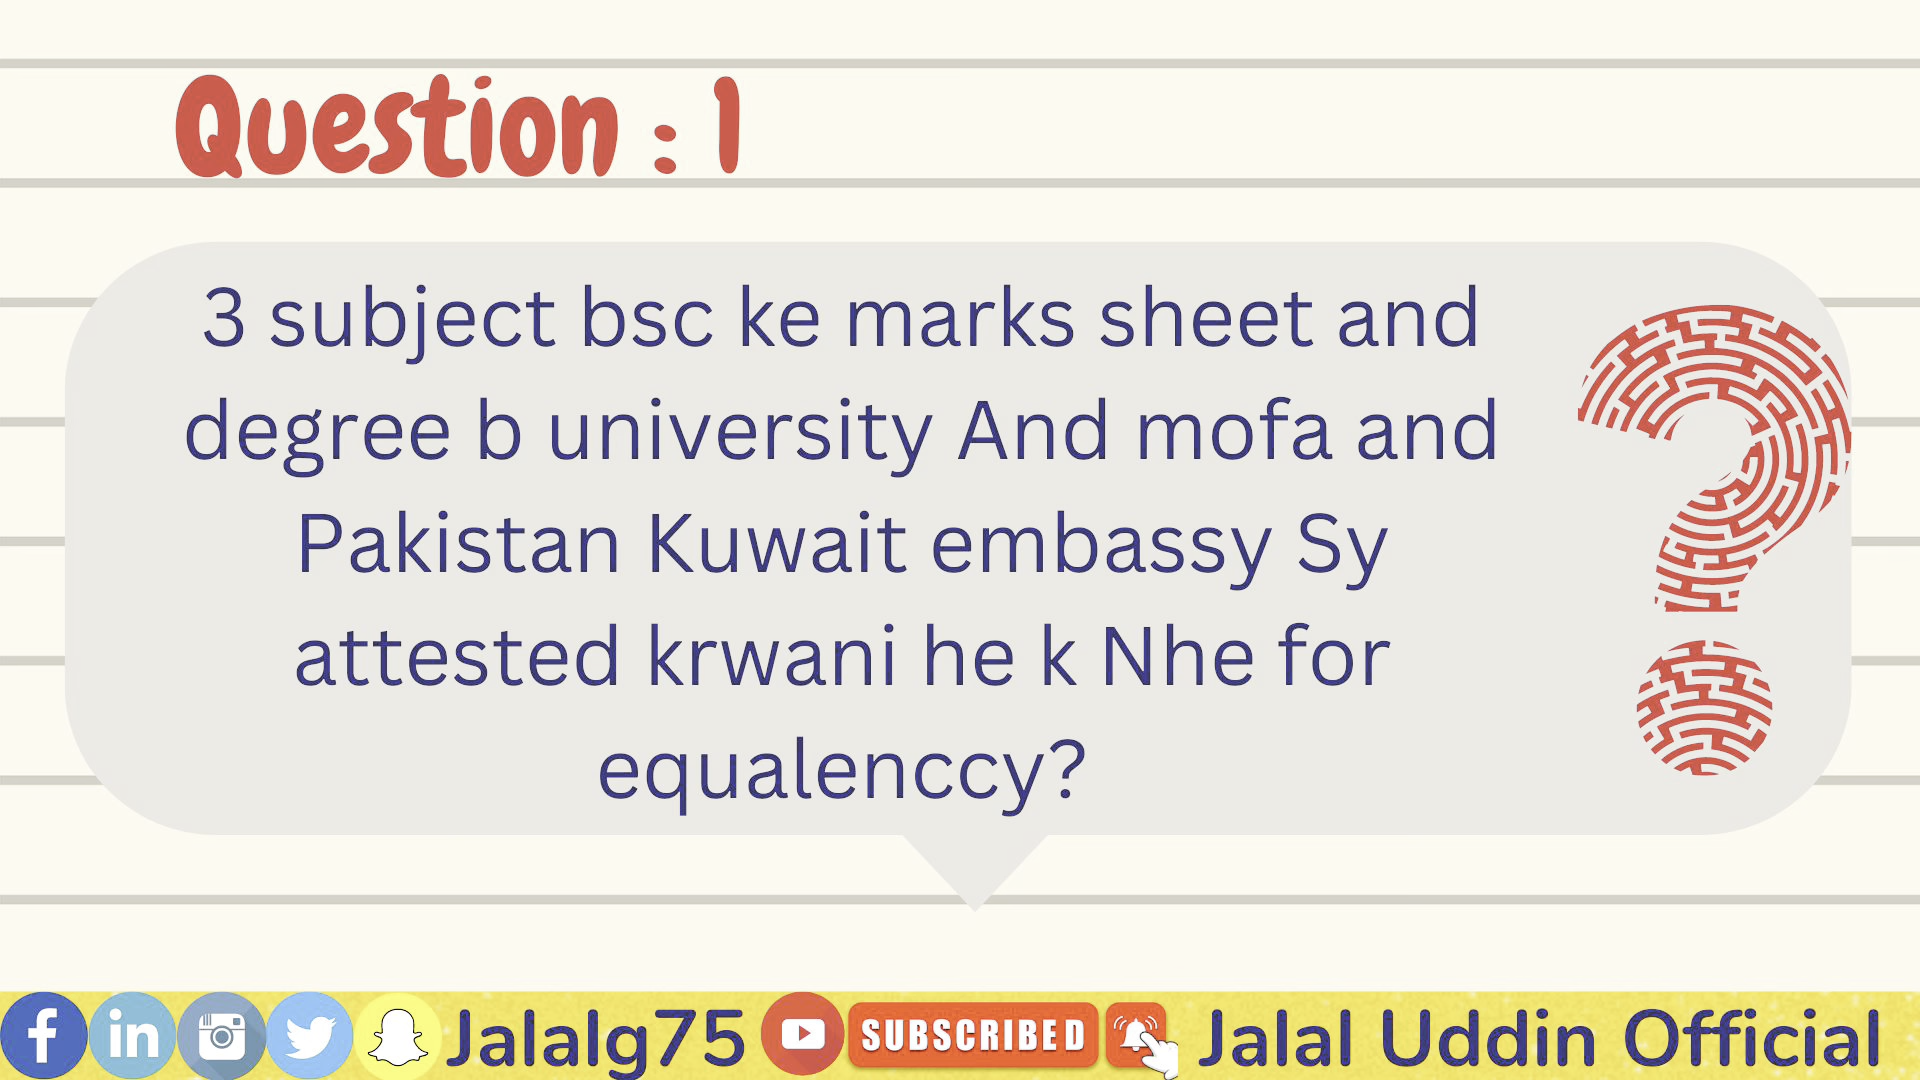 Question : 1
3 subject bsc ke marks sheet and
degree b university And mofa and
Pakistan Kuwait embassy Sy
attested krwani he k Nhe for
equalenccy?
Jalalg75 SUBSCRIBED Jalal Uddin Official